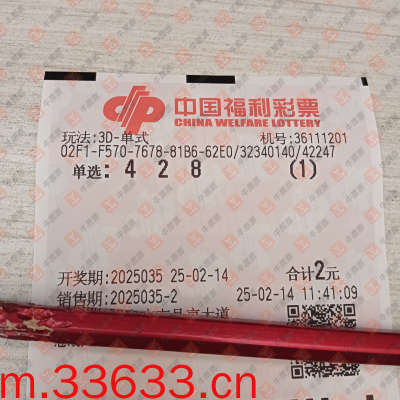 中国福利彩票
CHINA WELFARE LOTTERY
玩法:3D-单式 机号:36111201
02F1-F570-7678-81B6-62E0/32340140/42247
单选: 4 2 8 (1)
开奖期:2025035 25-02-14 合计2元
销售期:2025035-2 25-02-14 11:41:09
m.33633.cn